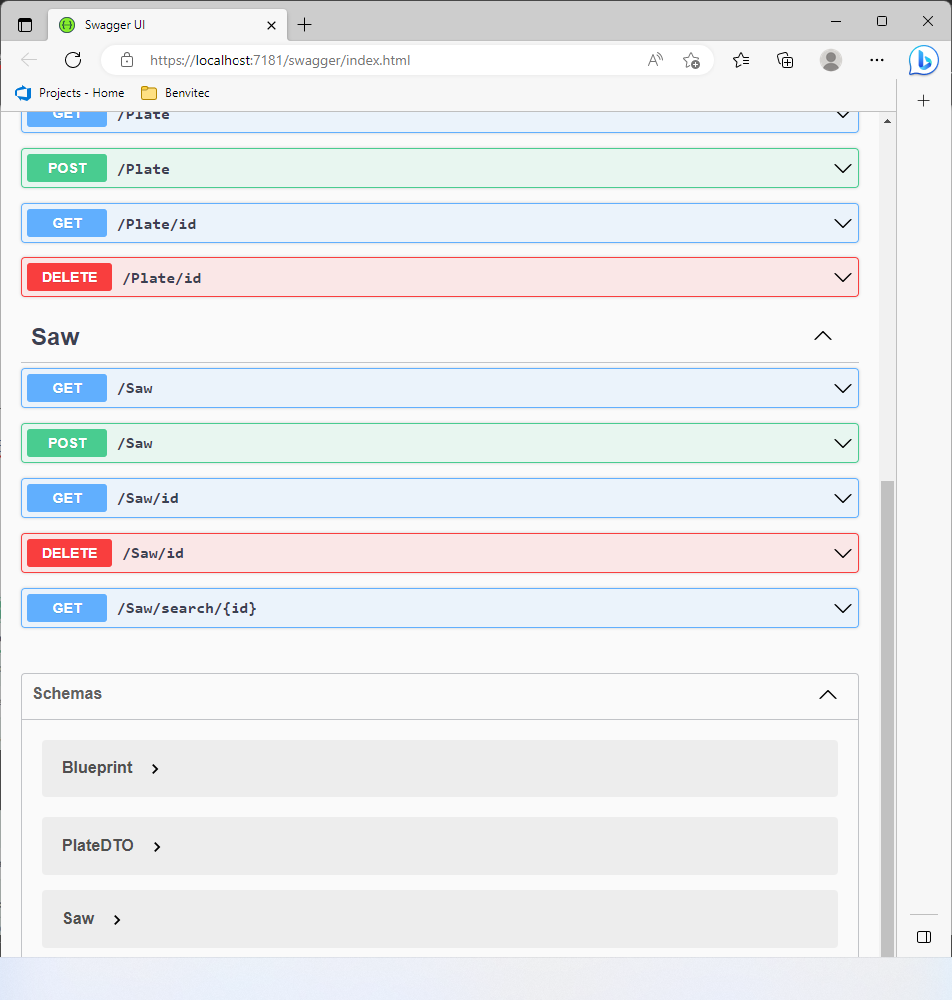 Swagger UI
https://localhost:7181/swagger/index.html
Projects - Home
Benvitec
GET /Plate
POST /Plate
GET /Plate/id
DELETE /Plate/id
Saw
GET /Saw
POST /Saw
GET /Saw/id
DELETE /Saw/id
GET /Saw/search/{id}
Schemas
Blueprint
PlateDTO
Saw